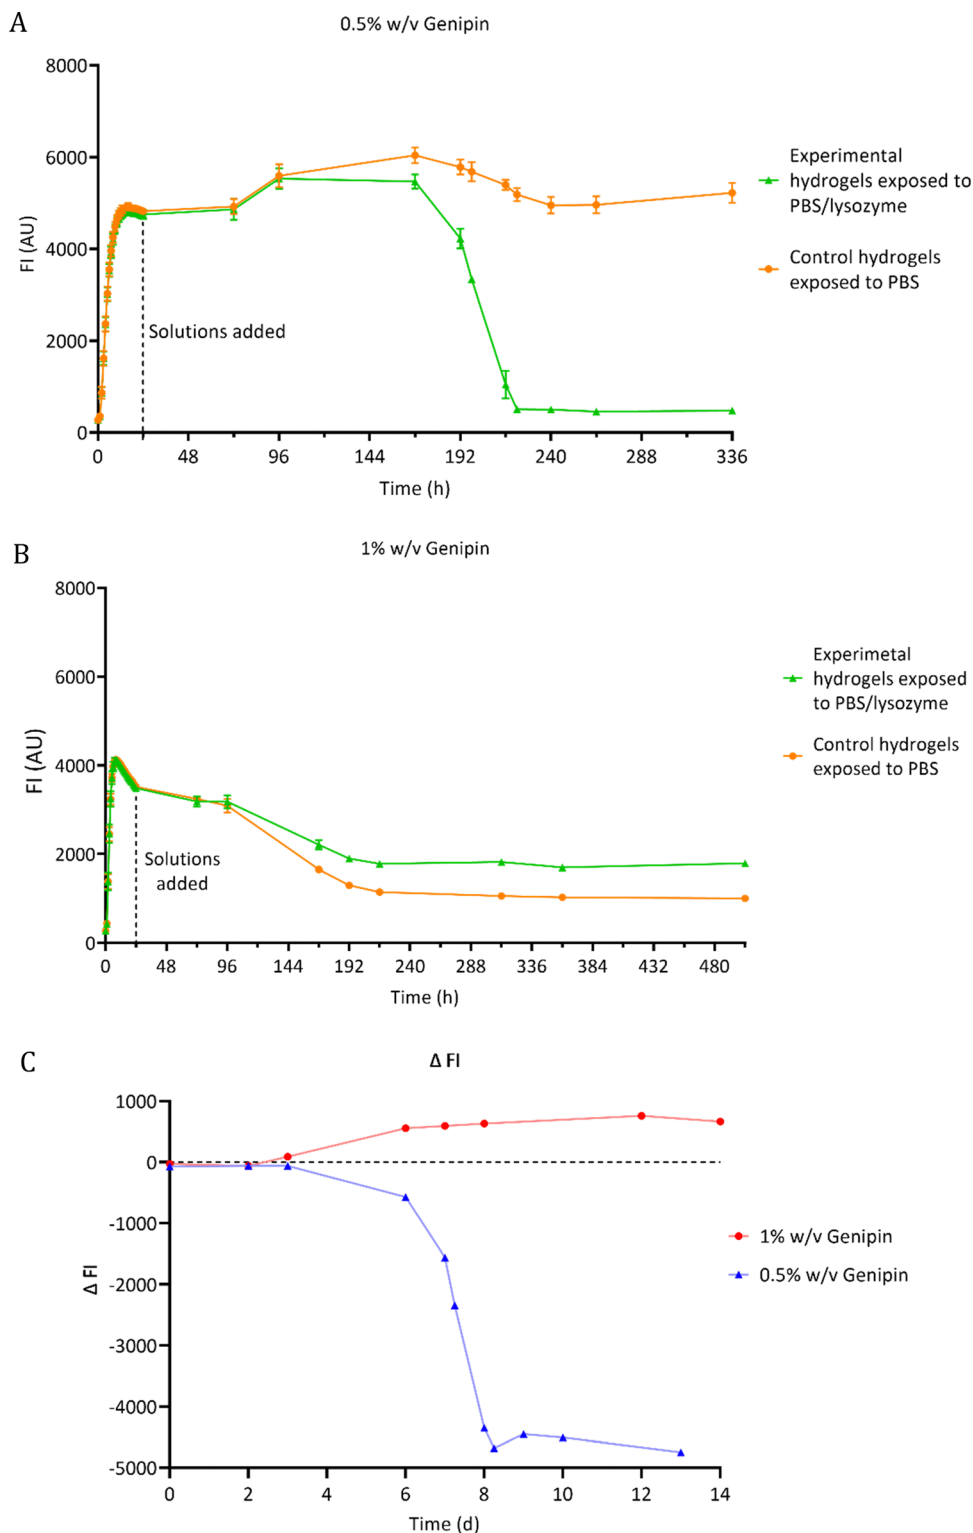 A
0.5% w/v Genipin
8000
6000
4000
2000
0
FI (AU)
Solutions added
0 48 96 144 192 240 288 336
Time (h)
Experimental
hydrogels exposed to
PBS/lysozyme
Control hydrogels
exposed to PBS
B
1% w/v Genipin
8000
6000
4000
2000
0
FI (AU)
Solutions
added
0 48 96 144 192 240 288 336 384 432 480
Time (h)
Experimetal
hydrogels exposed
to PBS/lysozyme
Control hydrogels
exposed to PBS
C
Δ FI
1000
0
-1000
-2000
-3000
-4000
-5000
Δ FI
0 2 4 6 8 10 12 14
Time (d)
1% w/v Genipin
0.5% w/v Genipin